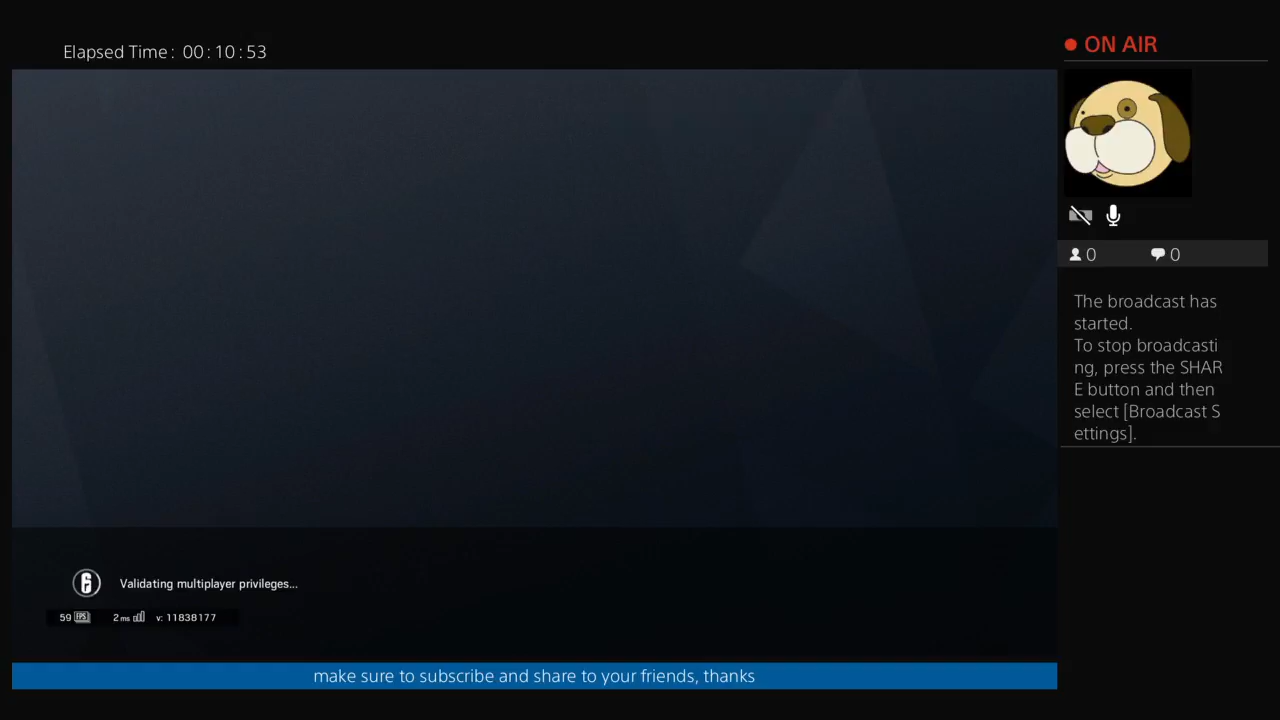 Elapsed Time: 00:10:53
ON AIR
0 0
The broadcast has
started.
To stop broadcasti
ng, press the SHAR
E button and then
select [Broadcast S
ettings].
Validating multiplayer privileges...
59 FPS 2 ms v: 11838177
make sure to subscribe and share to your friends, thanks